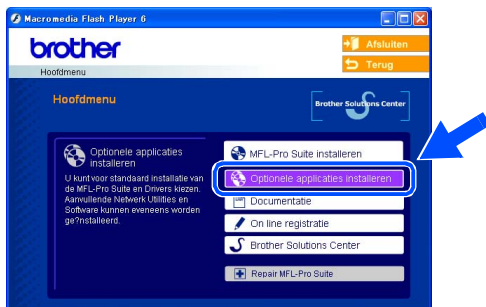 Macromedia Flash Player 6
brother
Afsluiten
Terug
Hoofdmenu
Hoofdmenu
Brother Solutions Center
Optionele applicaties
installeren
U kunt voor standaard installatie van
de MFL-Pro Suite en Drivers kiezen.
Aanvullende Netwerk Utilities en
Software kunnen eveneens worden
ge?nstalleerd.
MFL-Pro Suite installeren
Optionele applicaties installeren
Documentatie
On line registratie
Brother Solutions Center
Repair MFL-Pro Suite